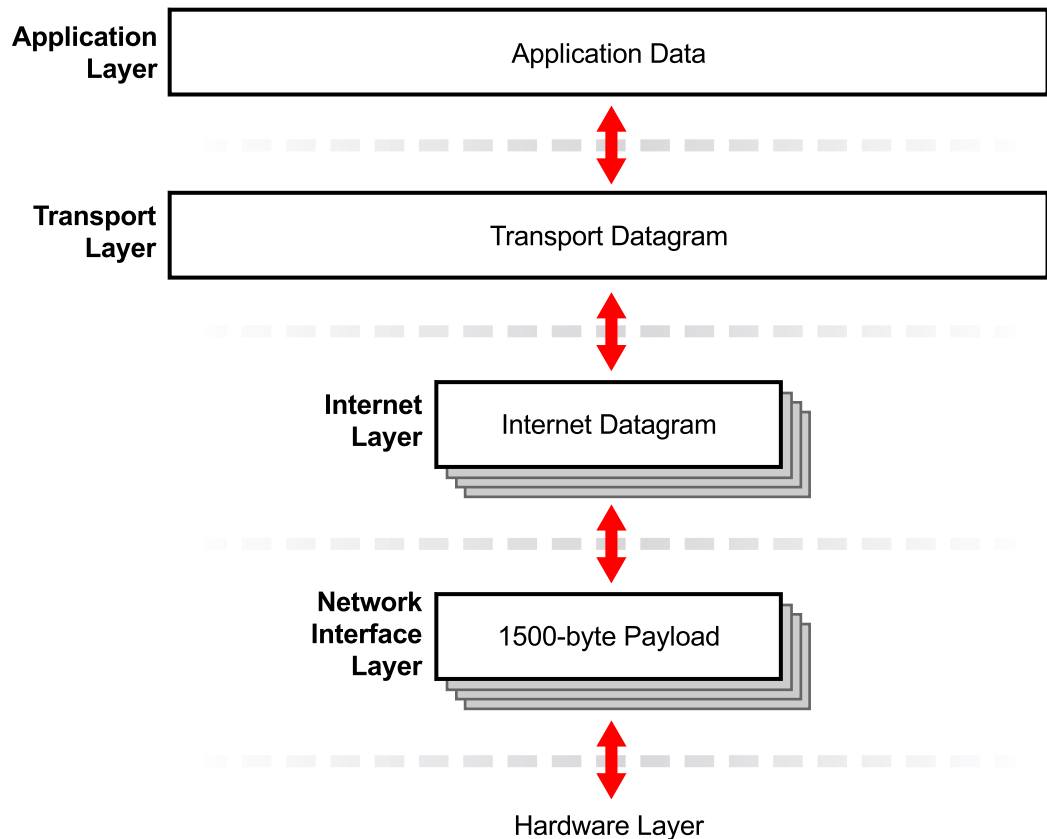 Application
Layer
Application Data
Transport
Layer
Transport Datagram
Internet
Layer
Internet Datagram
Network
Interface
Layer
1500-byte Payload
Hardware Layer